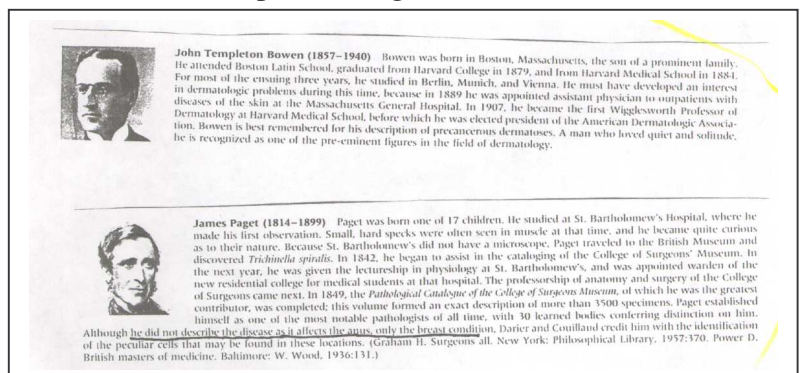 John Templeton Bowen (1857–1940) Bowen was born in Boston, Massachusetts, the son of a prominent family.
He attended Boston Latin School, graduated from Harvard College in 1879, and from Harvard Medical School in 1884.
For most of the ensuing three years, he studied in Berlin, Munich, and Vienna. He must have developed an interest
in dermatologic problems during this time, because in 1889 he was appointed assistant physician to outpatients with
diseases of the skin at the Massachusetts General Hospital. In 1907, he became the first Wigglesworth Professor of
Dermatology at Harvard Medical School, before which he was elected president of the American Dermatologic Associa-
tion. Bowen is best remembered for his description of precancerous dermatoses. A man who loved quiet and solitude,
he is recognized as one of the pre-eminent figures in the field of dermatology.
James Paget (1814–1899) Paget was born one of 17 children. He studied at St. Bartholomew's Hospital, where he
made his first observation. Small, hard specks were often seen in muscle at that time, and he became quite curious
as to their nature. Because St. Bartholomew's did not have a microscope, Paget traveled to the British Museum and
discovered Trichinella spiralis. In 1842, he began to assist in the cataloging of the College of Surgeons' Museum. In
the next year, he was given the lectureship in physiology at St. Bartholomew's, and was appointed warden of the
new residential college for medical students at that hospital. The professorship of anatomy and surgery of the College
of Surgeons came next. In 1849, the Pathological Catalogue of the College of Surgeons Museum, of which he was the greatest
contributor, was completed; this volume formed an exact description of more than 3500 specimens. Paget established
himself as one of the most notable pathologists of all time, with 30 learned bodies conferring distinction on him.
Although he did not describe the disease as it affects the anus, only the breast condition, Darier and Couilland credit him with the identification
of the peculiar cells that may be found in these locations. (Graham H. Surgeons all. New York: Philosophical Library, 1957:370. Power D.
British masters of medicine. Baltimore: W. Wood, 1936:131.)